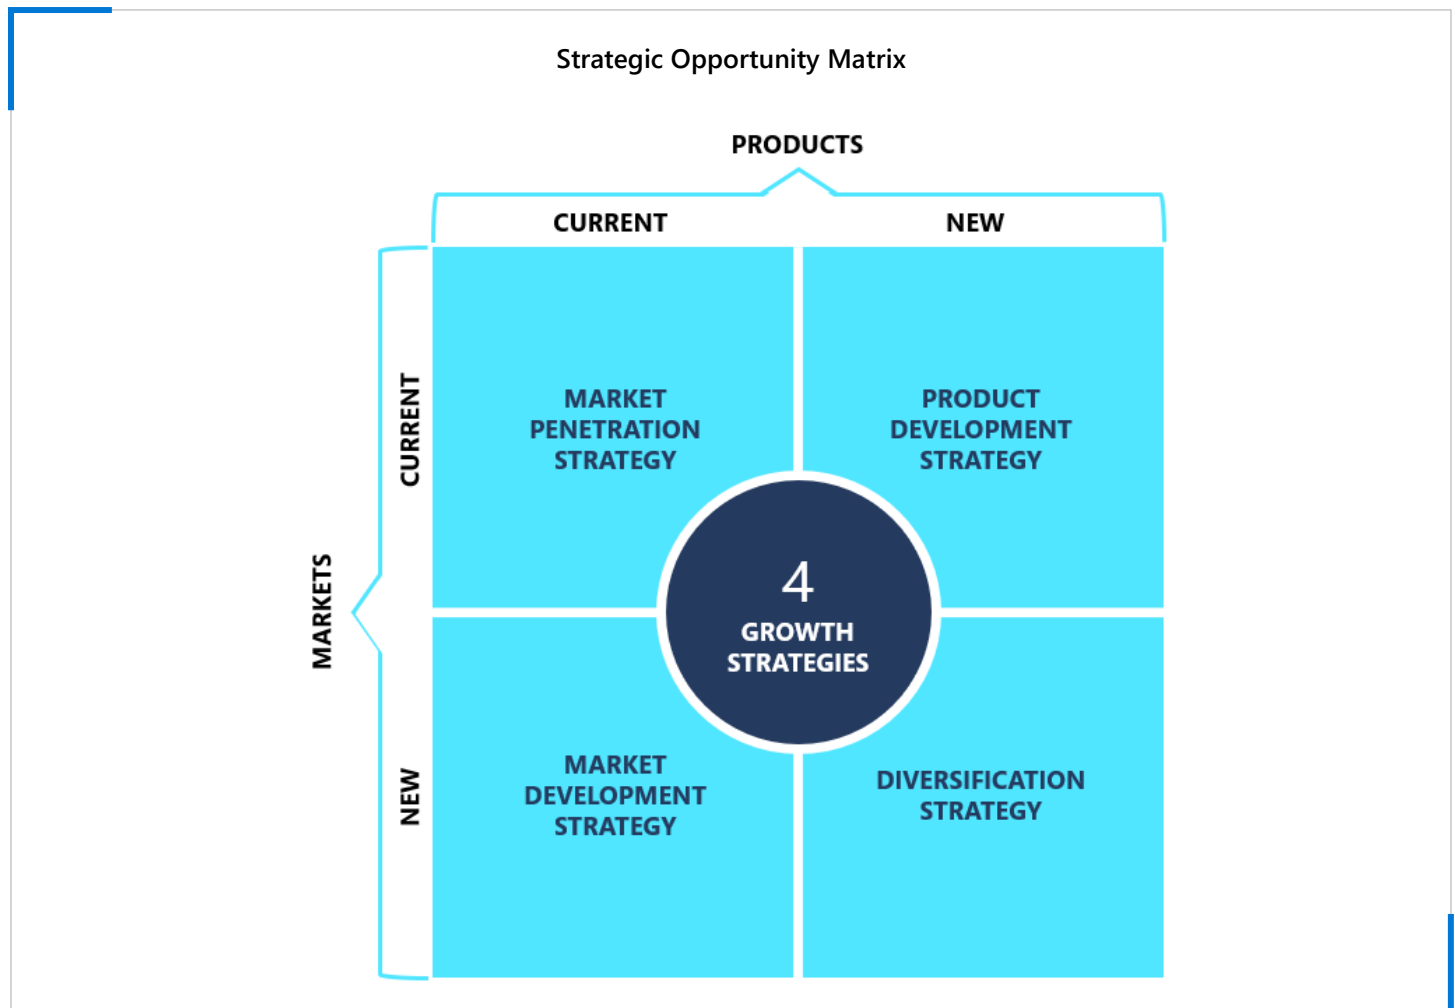 Strategic Opportunity Matrix
PRODUCTS
CURRENT
NEW
MARKETS
CURRENT
MARKET
PENETRATION
STRATEGY
PRODUCT
DEVELOPMENT
STRATEGY
4
GROWTH
STRATEGIES
NEW
MARKET
DEVELOPMENT
STRATEGY
DIVERSIFICATION
STRATEGY